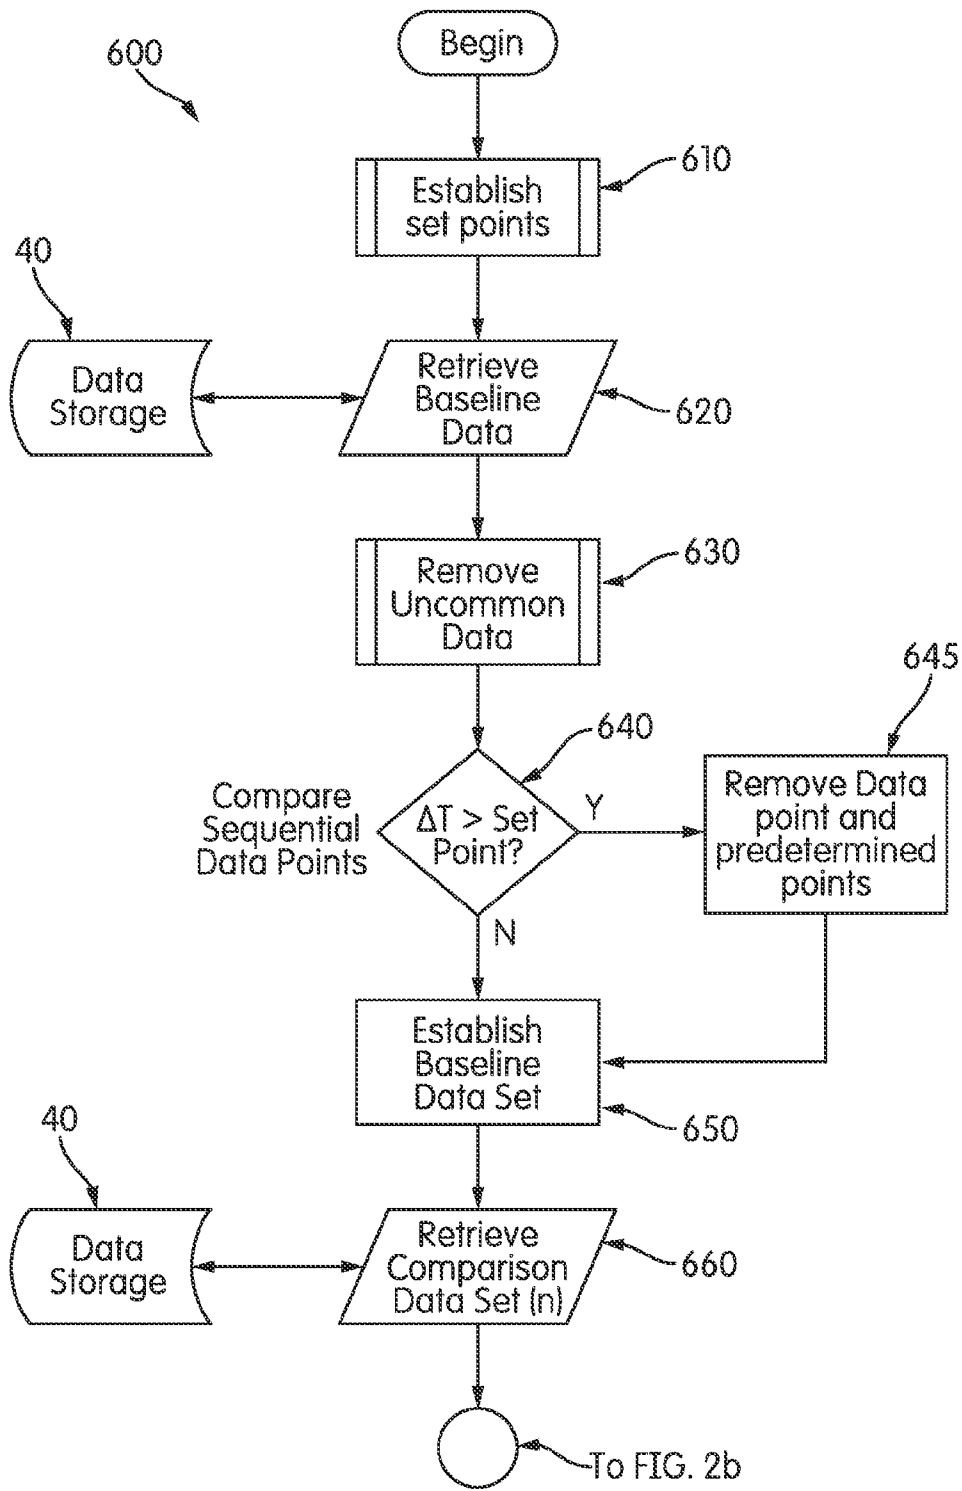 Begin
600
610
Establish
set points
40
Data
Storage
Retrieve
Baseline
Data
620
630
Remove
Uncommon
Data
645
640
Compare
Sequential
Data Points
ΔT > Set
Point?
Y
Remove Data
point and
predetermined
points
N
Establish
Baseline
Data Set
650
40
Data
Storage
Retrieve
Comparison
Data Set (n)
660
To FIG. 2b